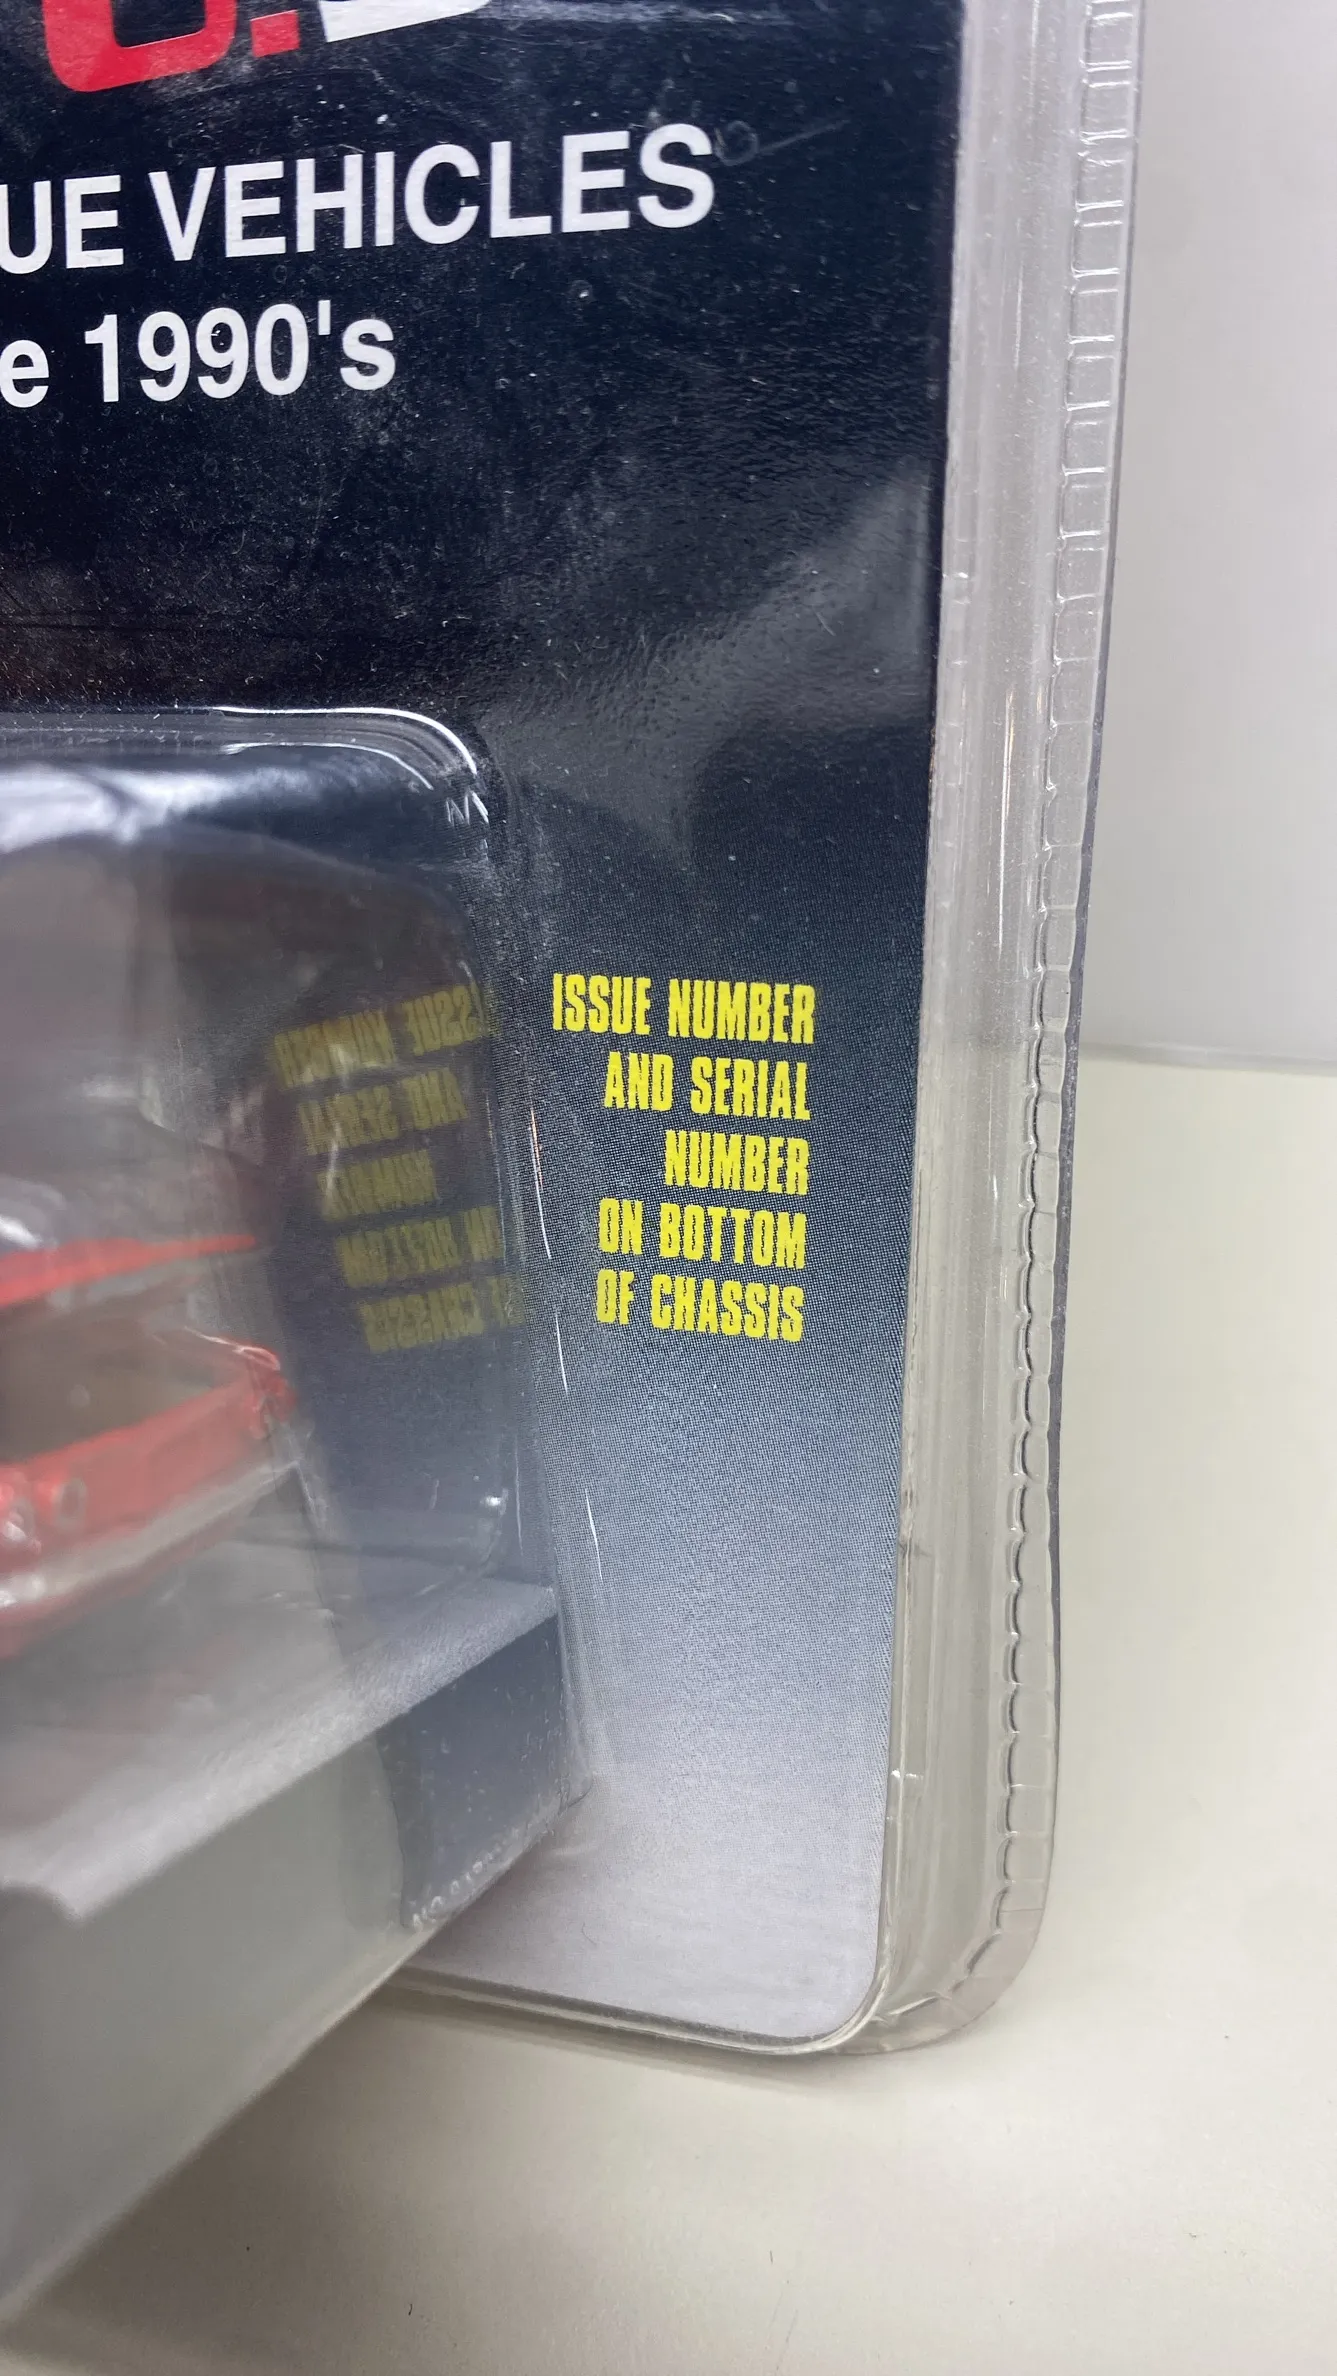 UE VEHICLES
e 1990's
ISSUE NUMBER
AND SERIAL
NUMBER
ON BOTTOM
OF CHASSIS